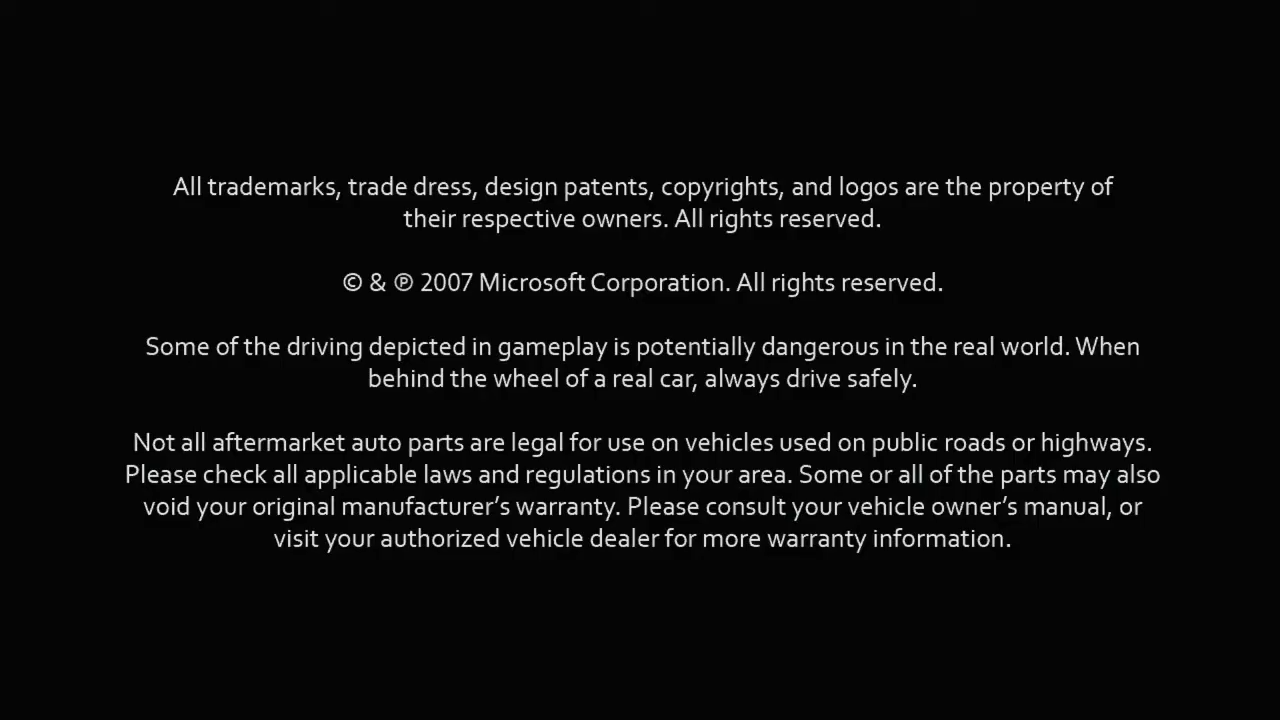 All trademarks, trade dress, design patents, copyrights, and logos are the property of
their respective owners. All rights reserved.
© & ℗ 2007 Microsoft Corporation. All rights reserved.
Some of the driving depicted in gameplay is potentially dangerous in the real world. When
behind the wheel of a real car, always drive safely.
Not all aftermarket auto parts are legal for use on vehicles used on public roads or highways.
Please check all applicable laws and regulations in your area. Some or all of the parts may also
void your original manufacturer’s warranty. Please consult your vehicle owner’s manual, or
visit your authorized vehicle dealer for more warranty information.